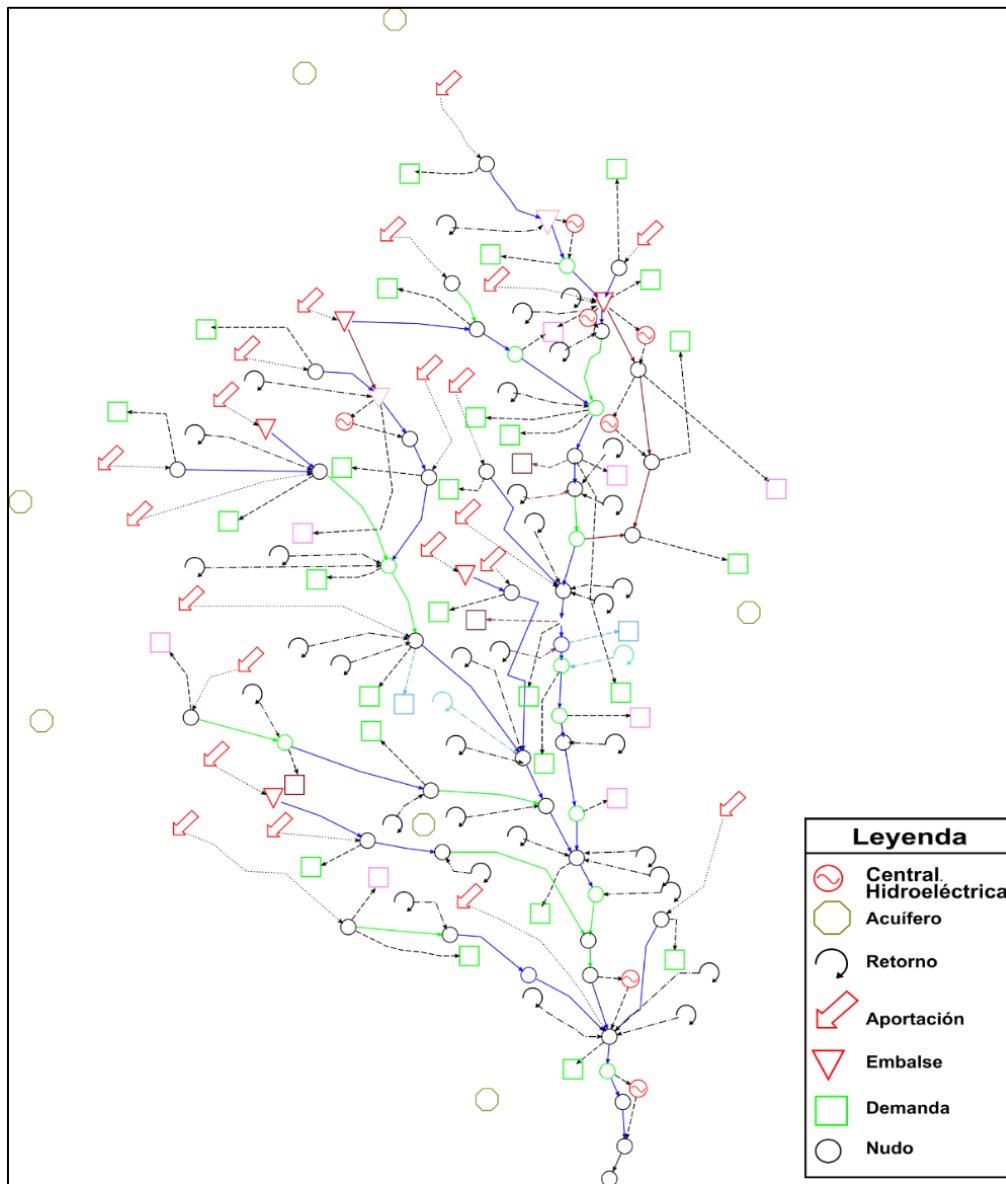 Leyenda
Central.
Hidroeléctrica
Acuífero
Retorno
Aportación
Embalse
Demanda
Nudo